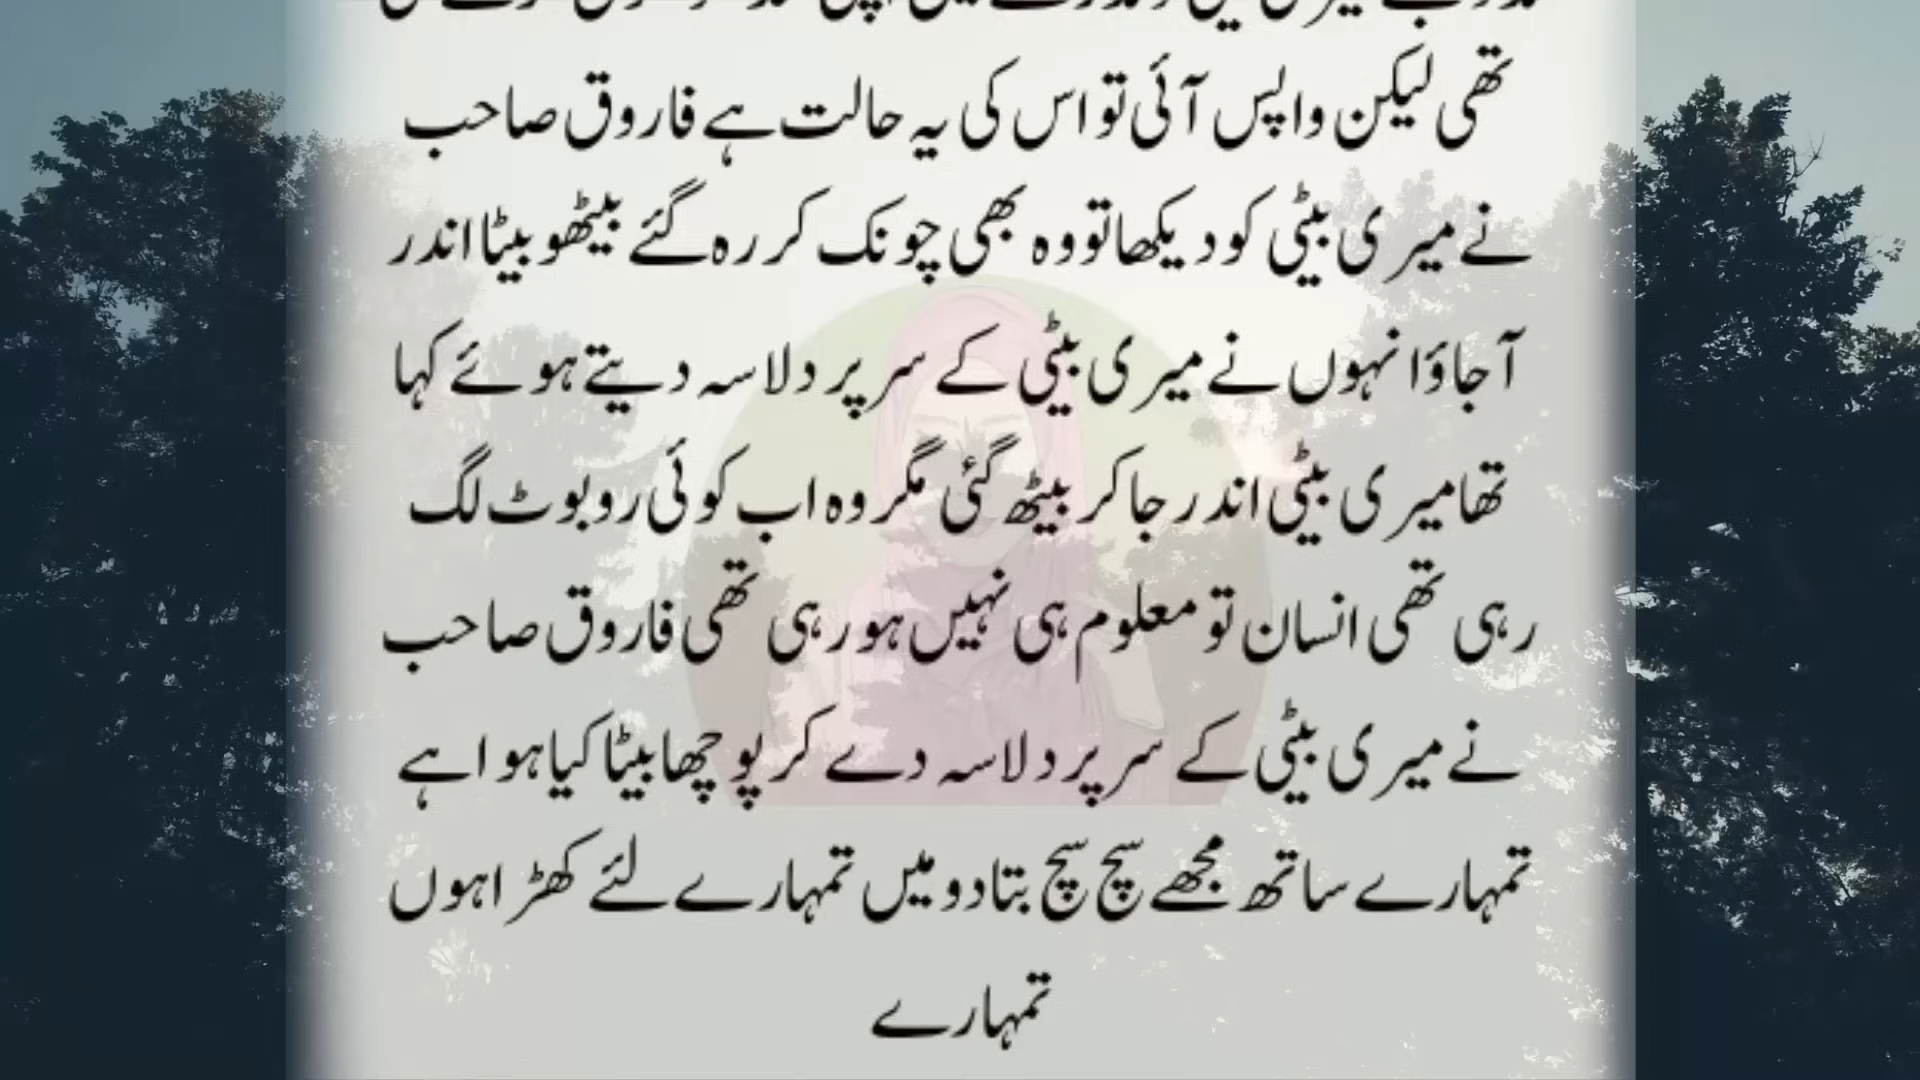 تھی لیکن واپس آئی تو اس کی یہ حالت ہے فاروق صاحب
نے میری بیٹی کو دیکھا تو وہ بھی چونک کر رہ گئے بیٹھو بیٹا اندر
آ جاؤ انہوں نے میری بیٹی کے سر پر دلاسہ دیتے ہوئے کہا
تھا میری بیٹی اندر جا کر بیٹھ گئی مگر وہ اب کوئی روبوٹ لگ
رہی تھی انسان تو معلوم ہی نہیں ہو رہی تھی فاروق صاحب
نے میری بیٹی کے سر پر دلاسہ دے کر پوچھا بیٹا کیا ہوا ہے
تمہارے ساتھ مجھے سچ سچ بتا دو میں تمہارے لئے کھڑا ہوں
تمہارے